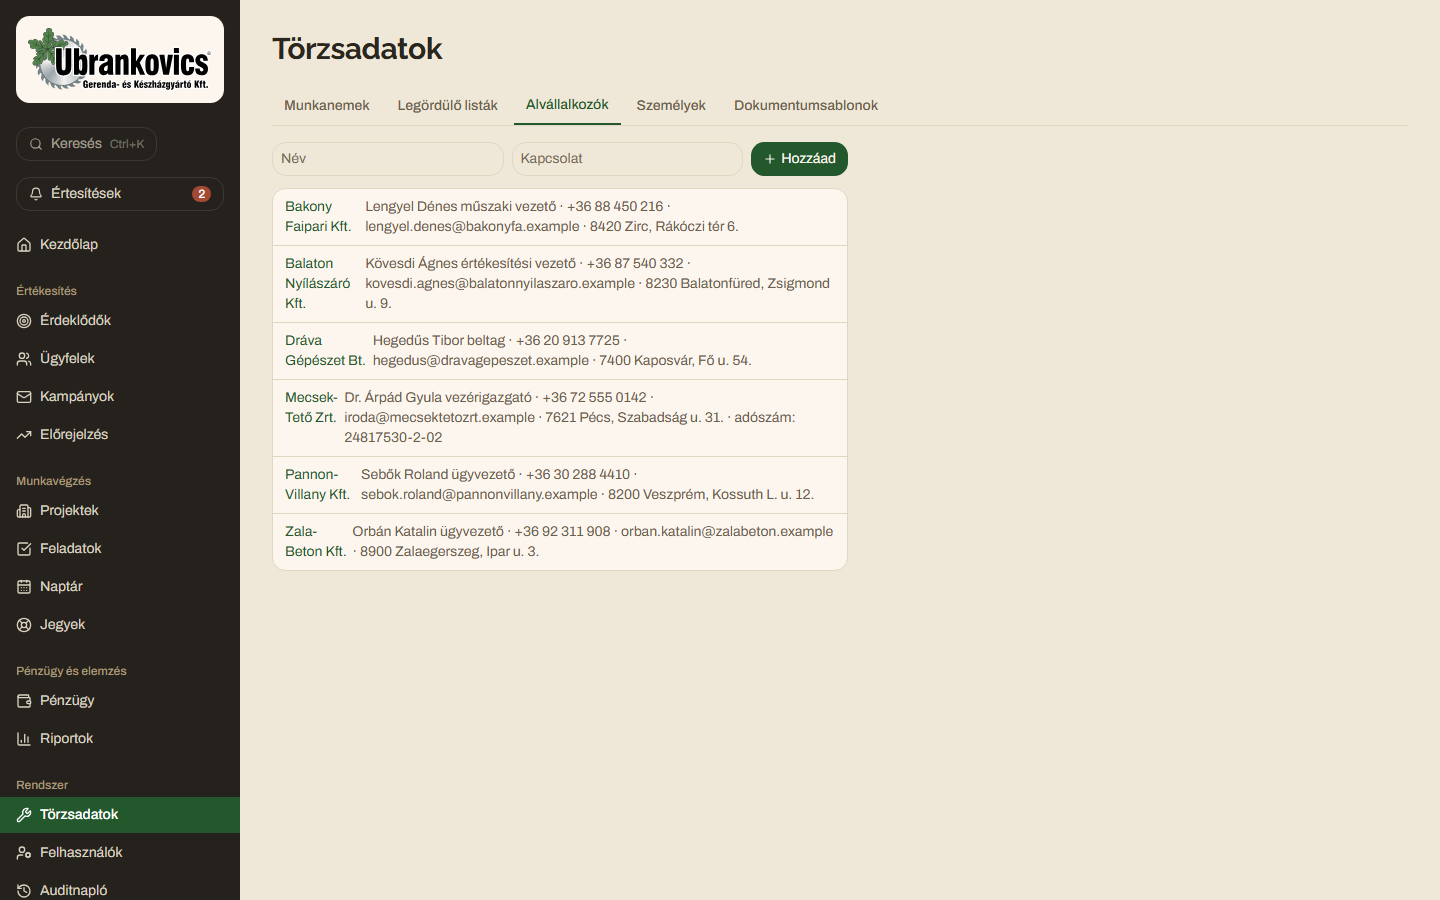 Ubrankovics
Gerenda- és Készházgyártó Kft.
Keresés Ctrl+K
Értesítések 2
Kezdőlap
Értékesítés
Érdeklődők
Ügyfelek
Kampányok
Előrejelzés
Munkavégzés
Projektek
Feladatok
Naptár
Jegyek
Pénzügy és elemzés
Pénzügy
Riportok
Rendszer
Törzsadatok
Felhasználók
Auditnapló
Törzsadatok
Munkanemek Legördülő listák Alvállalkozók Személyek Dokumentumsablonok
Név Kapcsolat + Hozzáad
Bakony
Faipari Kft.
Lengyel Dénes műszaki vezető · +36 88 450 216 ·
lengyel.denes@bakonyfa.example · 8420 Zirc, Rákóczi tér 6.
Balaton
Nyílászáró
Kft.
Kövesdi Ágnes értékesítési vezető · +36 87 540 332 ·
kovesdi.agnes@balatonnyilaszaro.example · 8230 Balatonfüred, Zsigmond
u. 9.
Dráva
Gépészet Bt.
Hegedűs Tibor beltag · +36 20 913 7725 ·
hegedus@dravagepeszet.example · 7400 Kaposvár, Fő u. 54.
Mecsek-
Tető Zrt.
Dr. Árpád Gyula vezérigazgató · +36 72 555 0142 ·
iroda@mecsektetozrt.example · 7621 Pécs, Szabadság u. 31. · adószám:
24817530-2-02
Pannon-
Villany Kft.
Sebők Roland ügyvezető · +36 30 288 4410 ·
sebok.roland@pannonvillany.example · 8200 Veszprém, Kossuth L. u. 12.
Zala-
Beton Kft.
Orbán Katalin ügyvezető · +36 92 311 908 · orban.katalin@zalabeton.example
· 8900 Zalaegerszeg, Ipar u. 3.